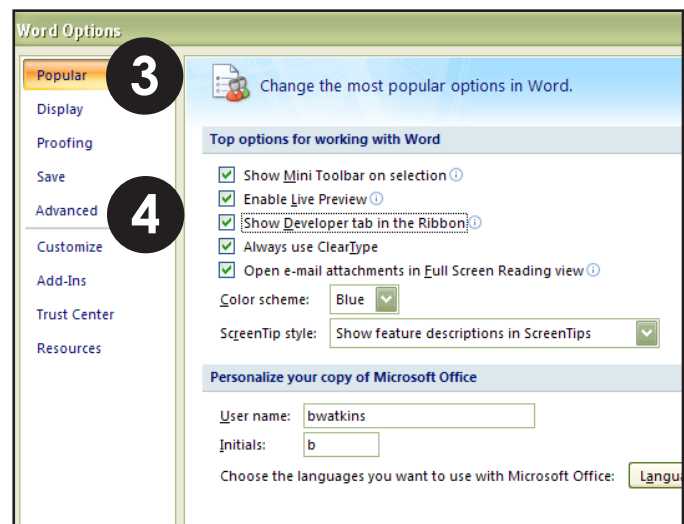 Word Options
Popular
3
Display
Proofing
Save
Advanced
4
Customize
Add-Ins
Trust Center
Resources
Change the most popular options in Word.
Top options for working with Word
Show Mini Toolbar on selection
Enable Live Preview
Show Developer tab in the Ribbon
Always use ClearType
Open e-mail attachments in Full Screen Reading view
Color scheme: Blue
ScreenTip style: Show feature descriptions in ScreenTips
Personalize your copy of Microsoft Office
User name: bwatkins
Initials: b
Choose the languages you want to use with Microsoft Office: Langu